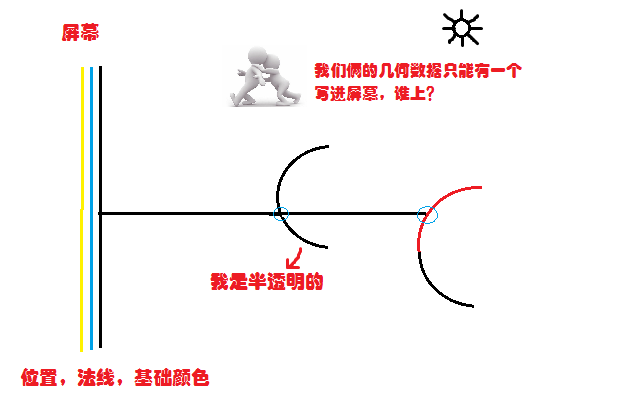 屏幕
我们俩的几何数据只能有一个
写进屏幕，谁上？
我是半透明的
位置，法线，基础颜色